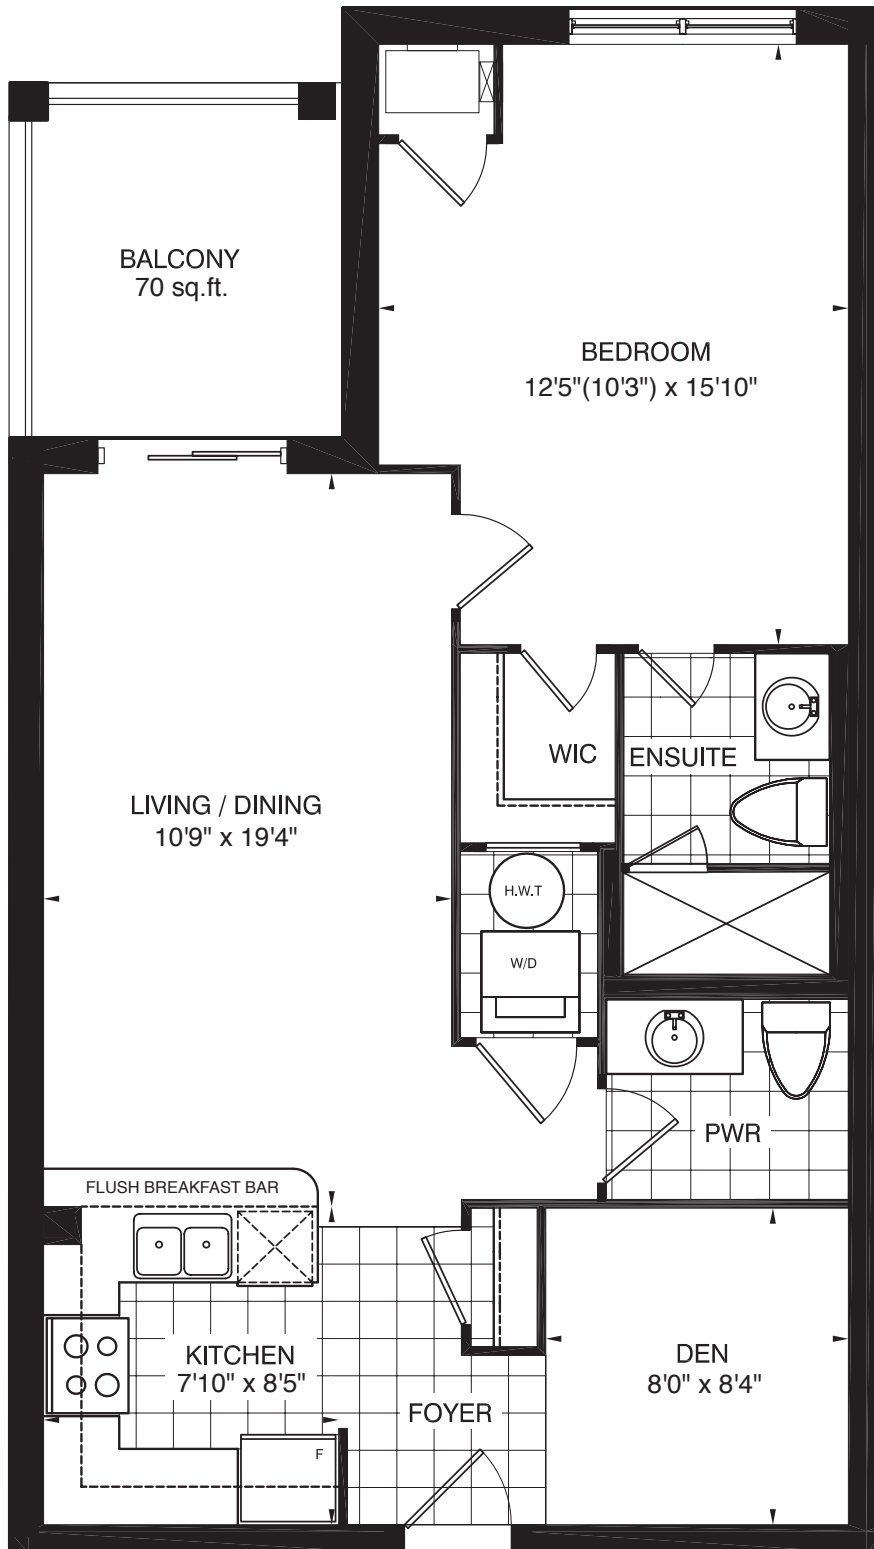 BALCONY
70 sq.ft.
BEDROOM
12'5"(10'3") x 15'10"
LIVING / DINING
10'9" x 19'4"
WIC
ENSUITE
H.W.T
W/D
PWR
FLUSH BREAKFAST BAR
KITCHEN
7'10" x 8'5"
F
FOYER
DEN
8'0" x 8'4"